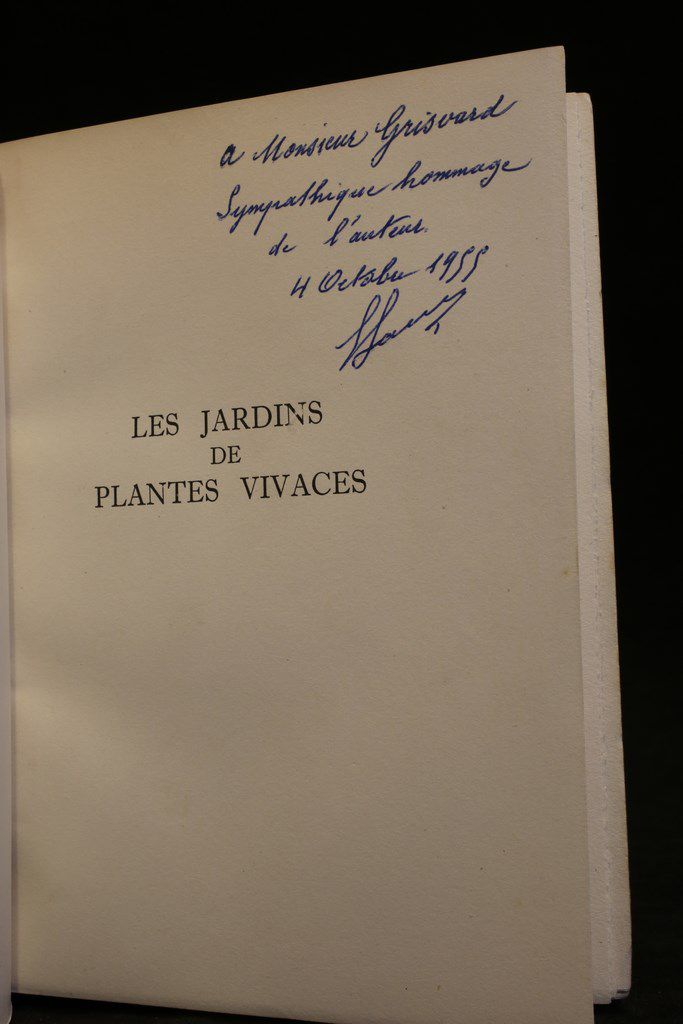 a Monsieur Grisvard
Sympathique hommage
de l'auteur.
4 Octobre 1955
LES JARDINS
DE
PLANTES VIVACES